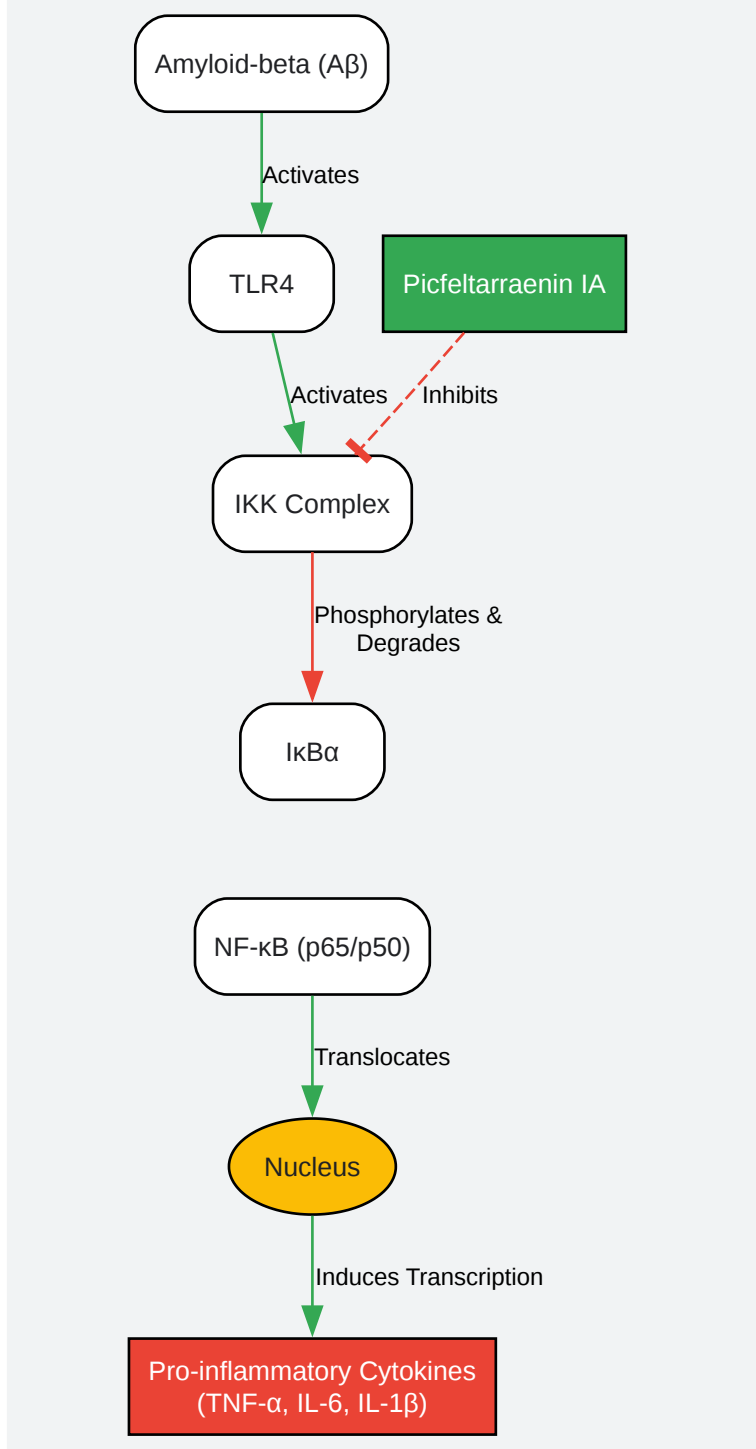 Amyloid-beta (Aβ)
Activates
TLR4
Picfeltarraenin IA
Activates
Inhibits
IKK Complex
Phosphorylates &
Degrades
IκBα
NF-κB (p65/p50)
Translocates
Nucleus
Induces Transcription
Pro-inflammatory Cytokines
(TNF-α, IL-6, IL-1β)